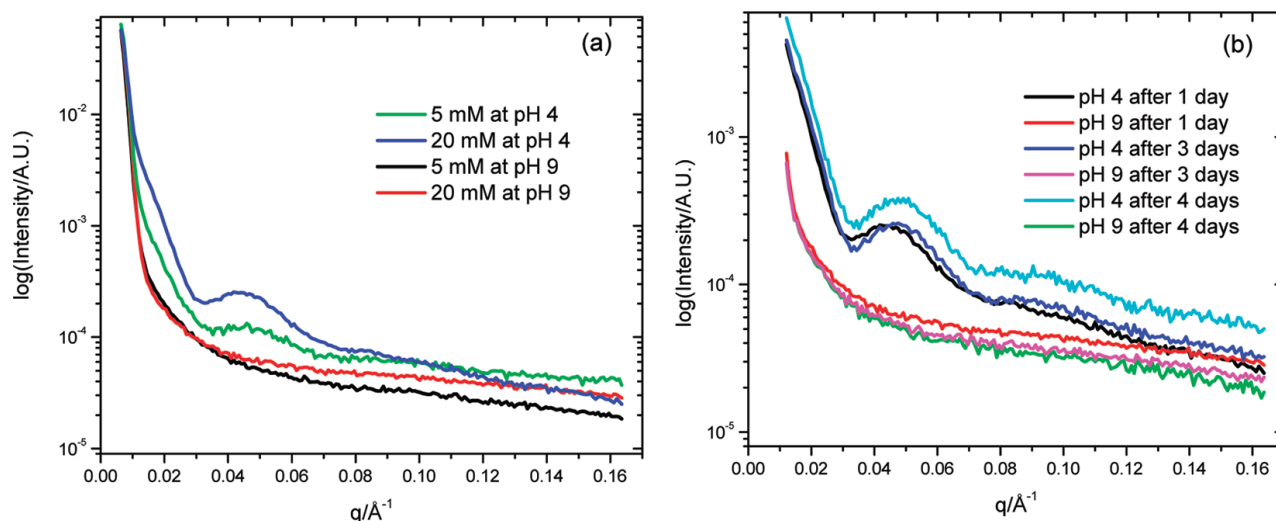 (a)
log(Intensity/A.U.)
10⁻²
10⁻³
10⁻⁴
10⁻⁵
5 mM at pH 4
20 mM at pH 4
5 mM at pH 9
20 mM at pH 9
0.00 0.02 0.04 0.06 0.08 0.10 0.12 0.14 0.16
q/Å⁻¹
(b)
log(Intensity/A.U.)
10⁻³
10⁻⁴
10⁻⁵
pH 4 after 1 day
pH 9 after 1 day
pH 4 after 3 days
pH 9 after 3 days
pH 4 after 4 days
pH 9 after 4 days
0.00 0.02 0.04 0.06 0.08 0.10 0.12 0.14 0.16
q/Å⁻¹